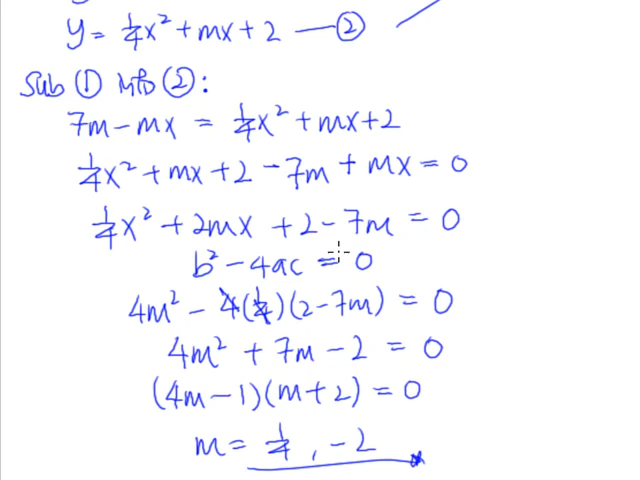 y = ¼x² + mx + 2 — ②
Sub ① into ②:
7m - mx = ¼x² + mx + 2
¼x² + mx + 2 - 7m + mx = 0
¼x² + 2mx + 2 - 7m = 0
b² - 4ac = 0
4m² - 4(¼)(2 - 7m) = 0
4m² + 7m - 2 = 0
(4m - 1)(m + 2) = 0
m = ¼, -2